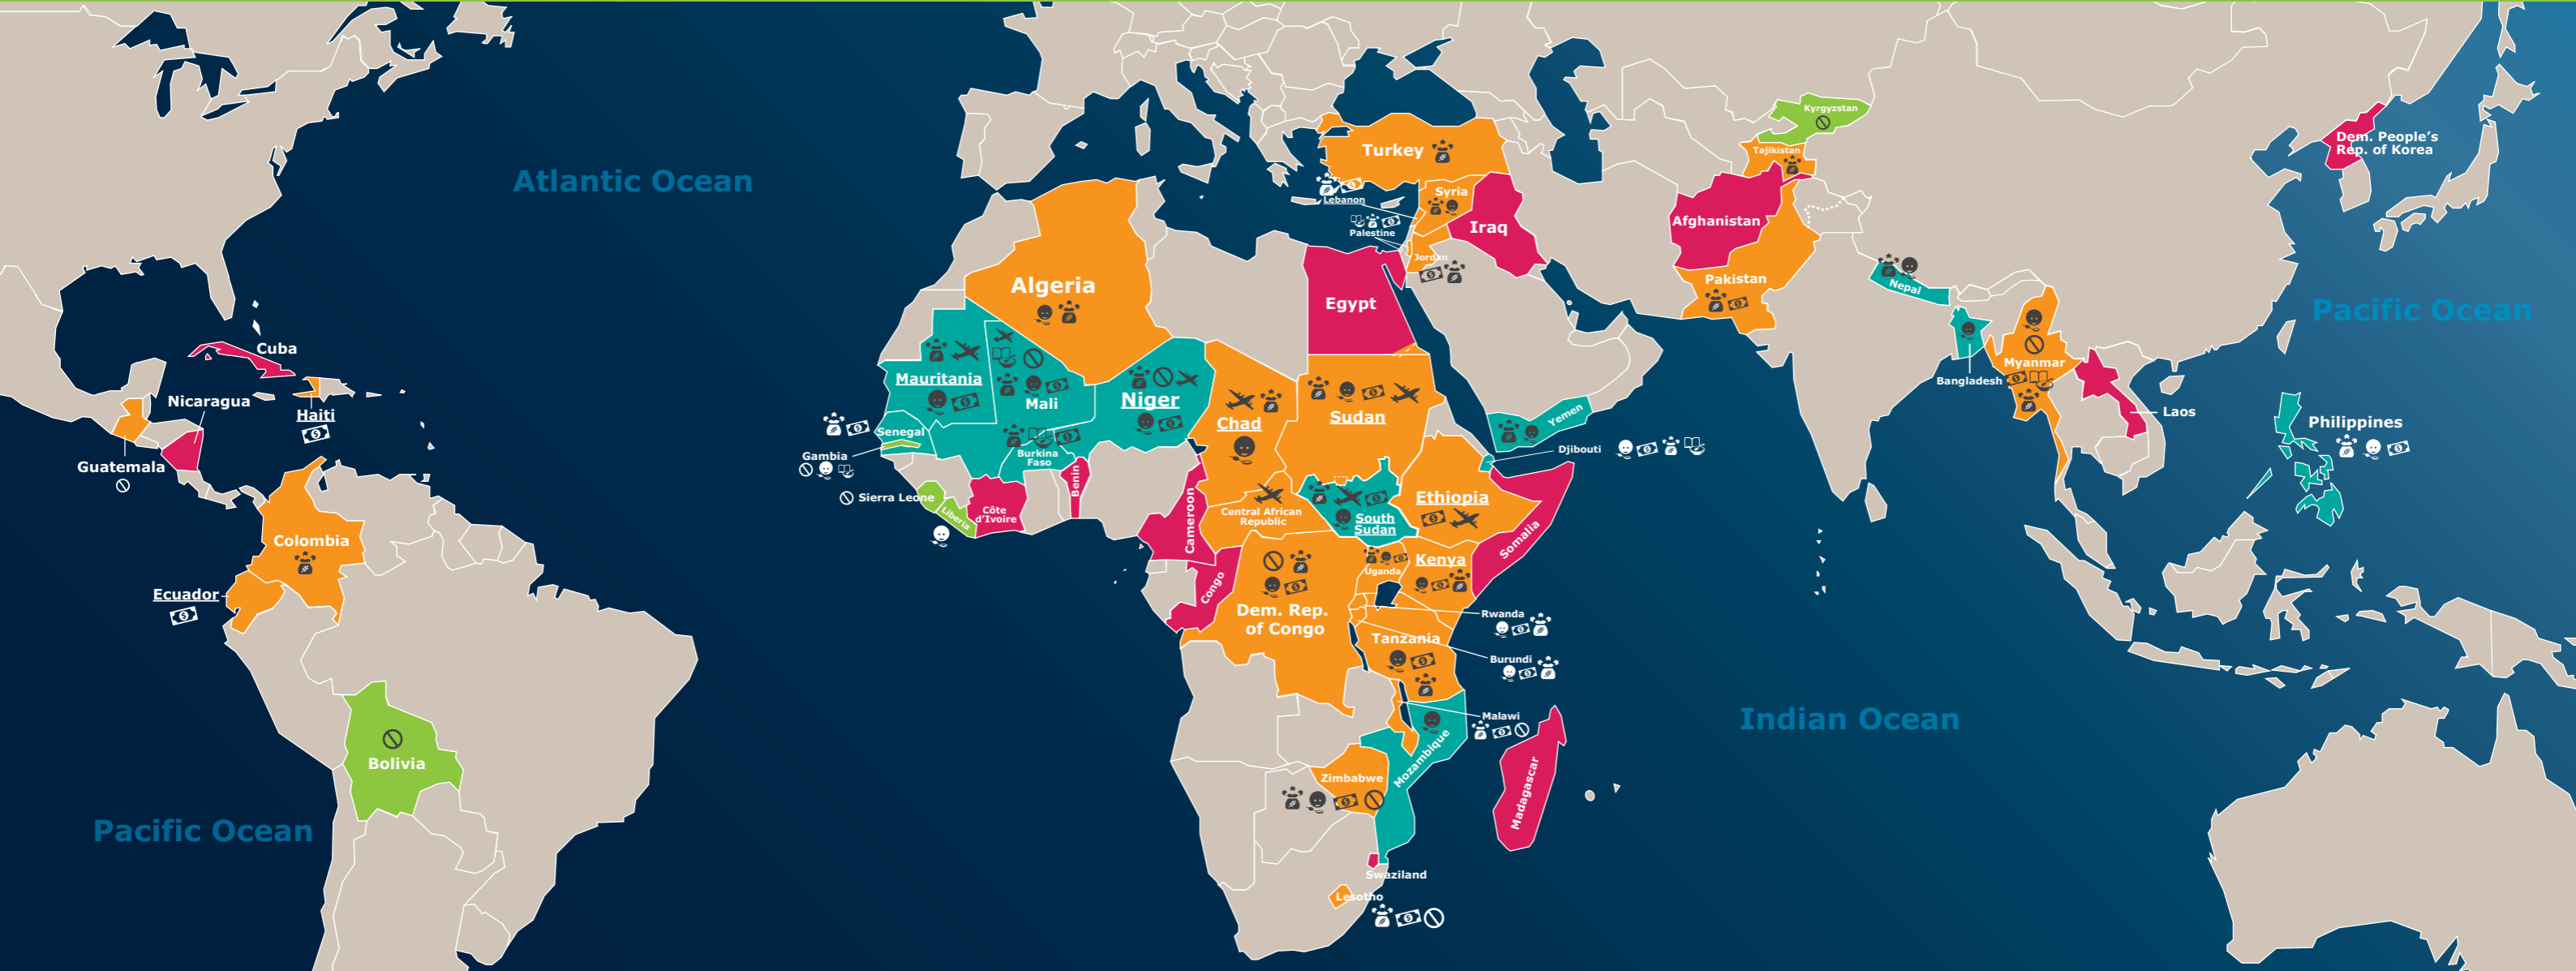 Kyrgyzstan
Dem. People's
Rep. of Korea
Turkey
Tajikistan
Atlantic Ocean
Syria
Lebanon
Afghanistan
Iraq
Palestine
Jordan
Pakistan
Algeria
Nepal
Egypt
Pacific Ocean
Cuba
Myanmar
Mauritania
Bangladesh
Nicaragua
Niger
Mali
Haiti
Sudan
Chad
Yemen
Laos
Philippines
Senegal
Djibouti
Gambia
Burkina
Faso
Guatemala
Benin
Sierra Leone
Ethiopia
Liberia
Côte
d'Ivoire
Central African
Republic
South
Sudan
Cameroon
Colombia
Somalia
Kenya
Uganda
Congo
Ecuador
Dem. Rep.
of Congo
Rwanda
Tanzania
Burundi
Malawi
Indian Ocean
Mozambique
Bolivia
Zimbabwe
Madagascar
Pacific Ocean
Swaziland
Lesotho